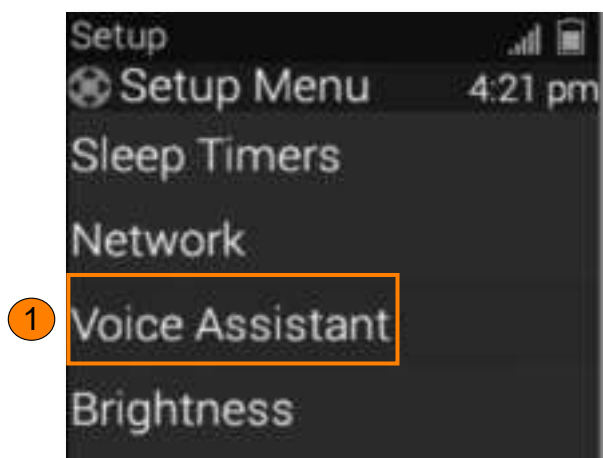 Setup
Setup Menu 4:21 pm
Sleep Timers
Network
1 Voice Assistant
Brightness